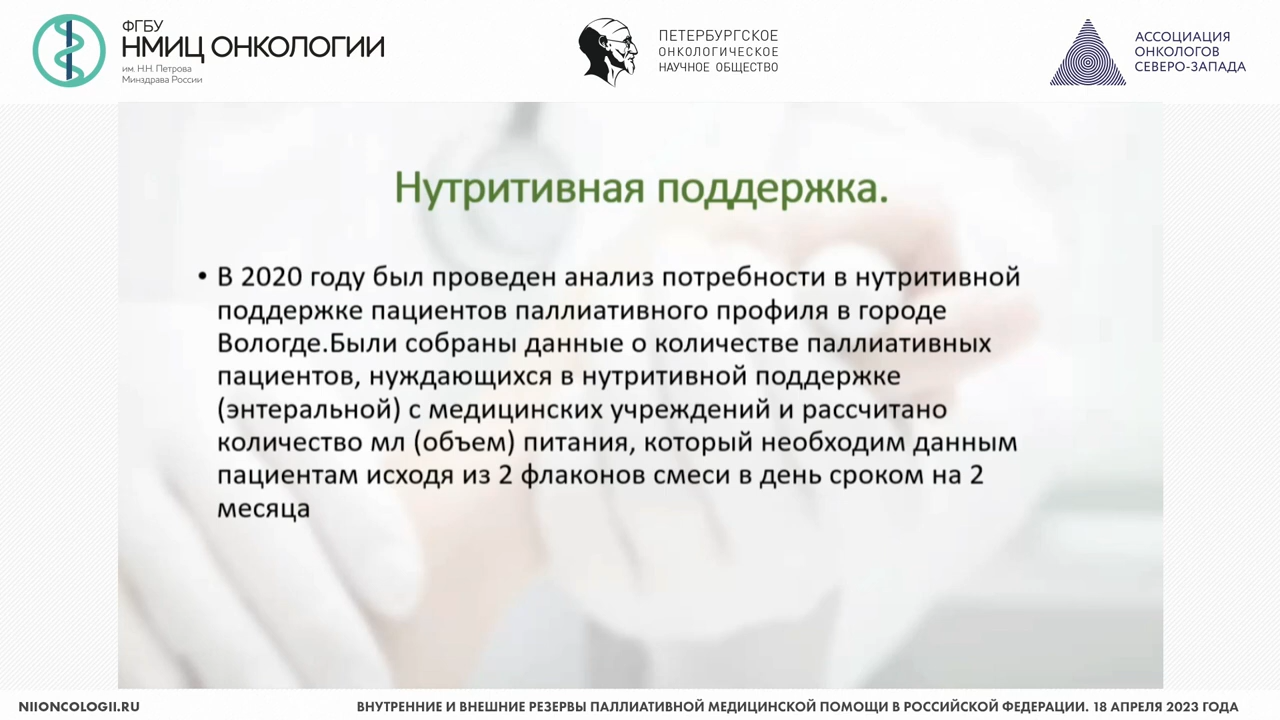 ФГБУ
НМИЦ ОНКОЛОГИИ
им. Н.Н. Петрова
Минздрава России
ПЕТЕРБУРГСКОЕ
ОНКОЛОГИЧЕСКОЕ
НАУЧНОЕ ОБЩЕСТВО
АССОЦИАЦИЯ
ОНКОЛОГОВ
СЕВЕРО-ЗАПАДА
Нутритивная поддержка.
• В 2020 году был проведен анализ потребности в нутритивной
поддержке пациентов паллиативного профиля в городе
Вологде.Были собраны данные о количестве паллиативных
пациентов, нуждающихся в нутритивной поддержке
(энтеральной) с медицинских учреждений и рассчитано
количество мл (объем) питания, который необходим данным
пациентам исходя из 2 флаконов смеси в день сроком на 2
месяца
NIIONCOLOGII.RU
ВНУТРЕННИЕ И ВНЕШНИЕ РЕЗЕРВЫ ПАЛЛИАТИВНОЙ МЕДИЦИНСКОЙ ПОМОЩИ В РОССИЙСКОЙ ФЕДЕРАЦИИ. 18 АПРЕЛЯ 2023 ГОДА